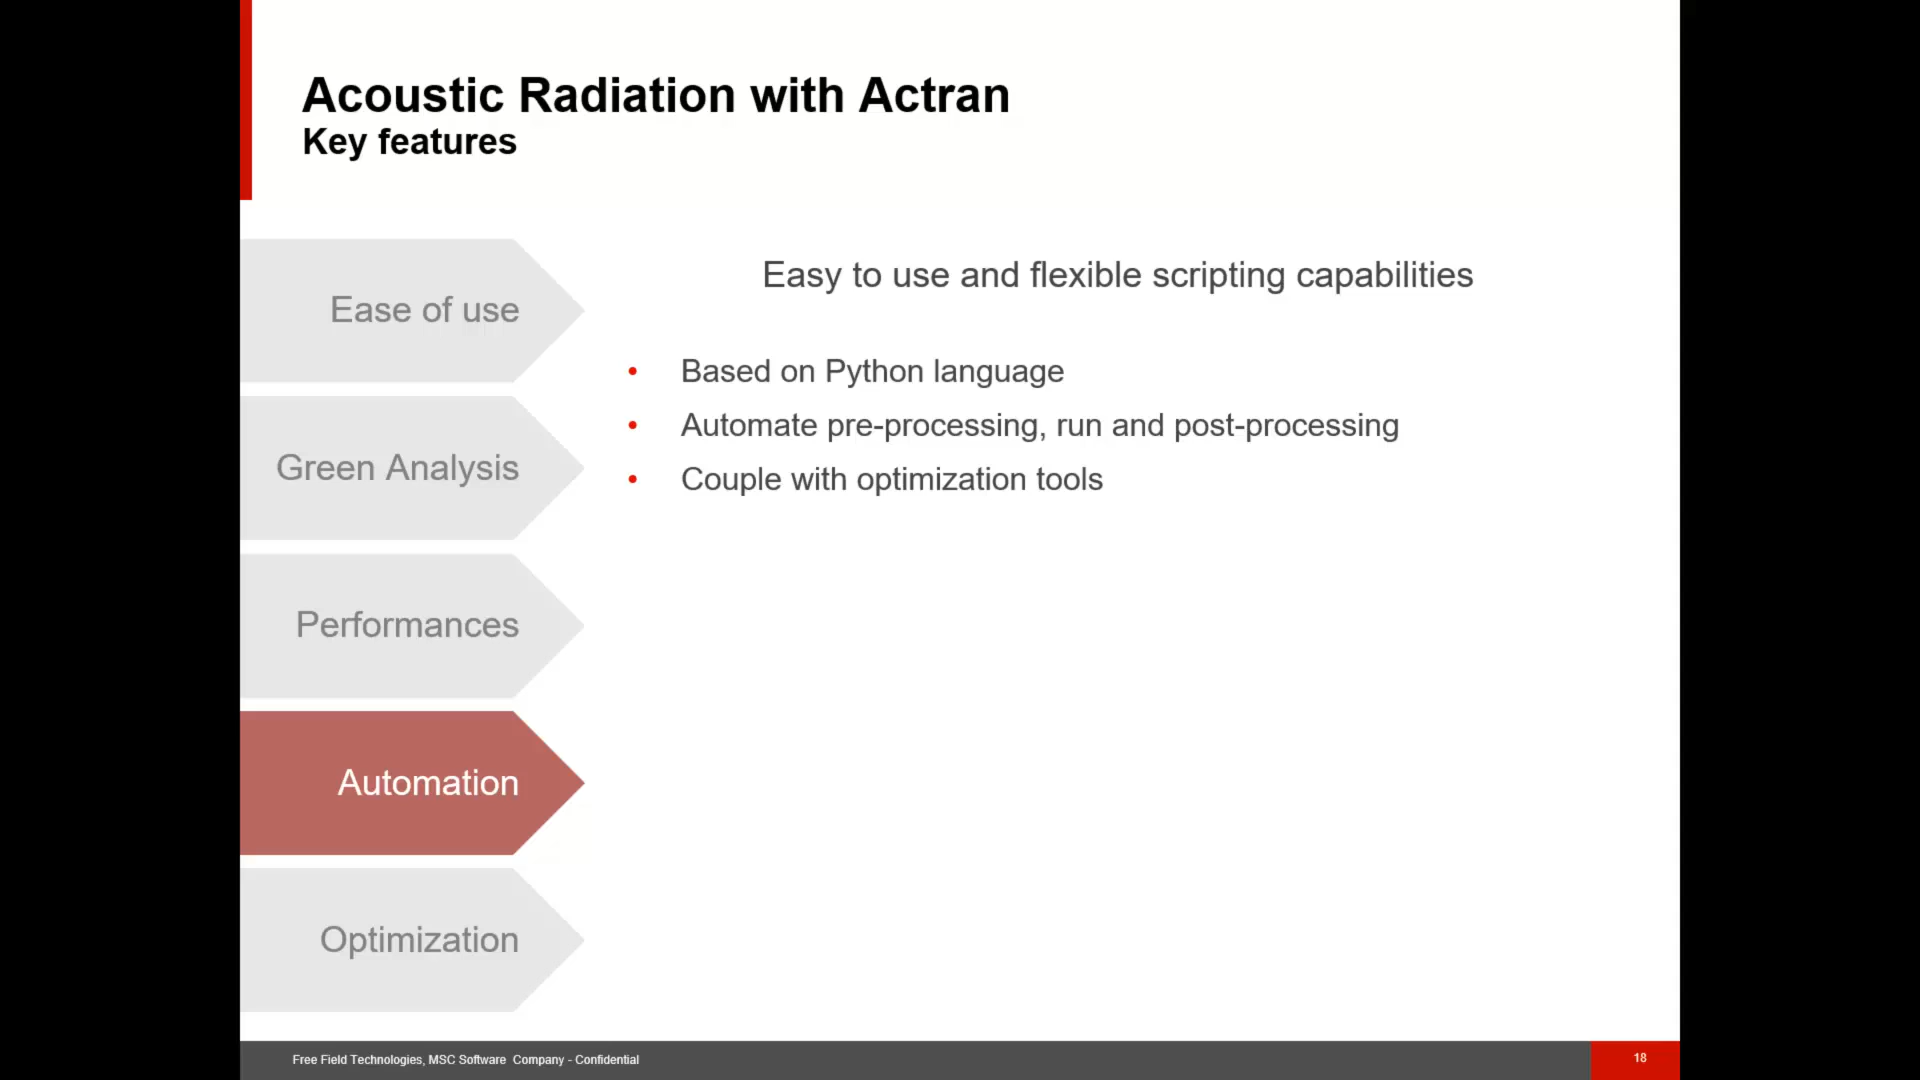 Acoustic Radiation with Actran
Key features
Ease of use
Green Analysis
Performances
Automation
Optimization
Easy to use and flexible scripting capabilities
• Based on Python language
• Automate pre-processing, run and post-processing
• Couple with optimization tools
Free Field Technologies, MSC Software Company - Confidential
18